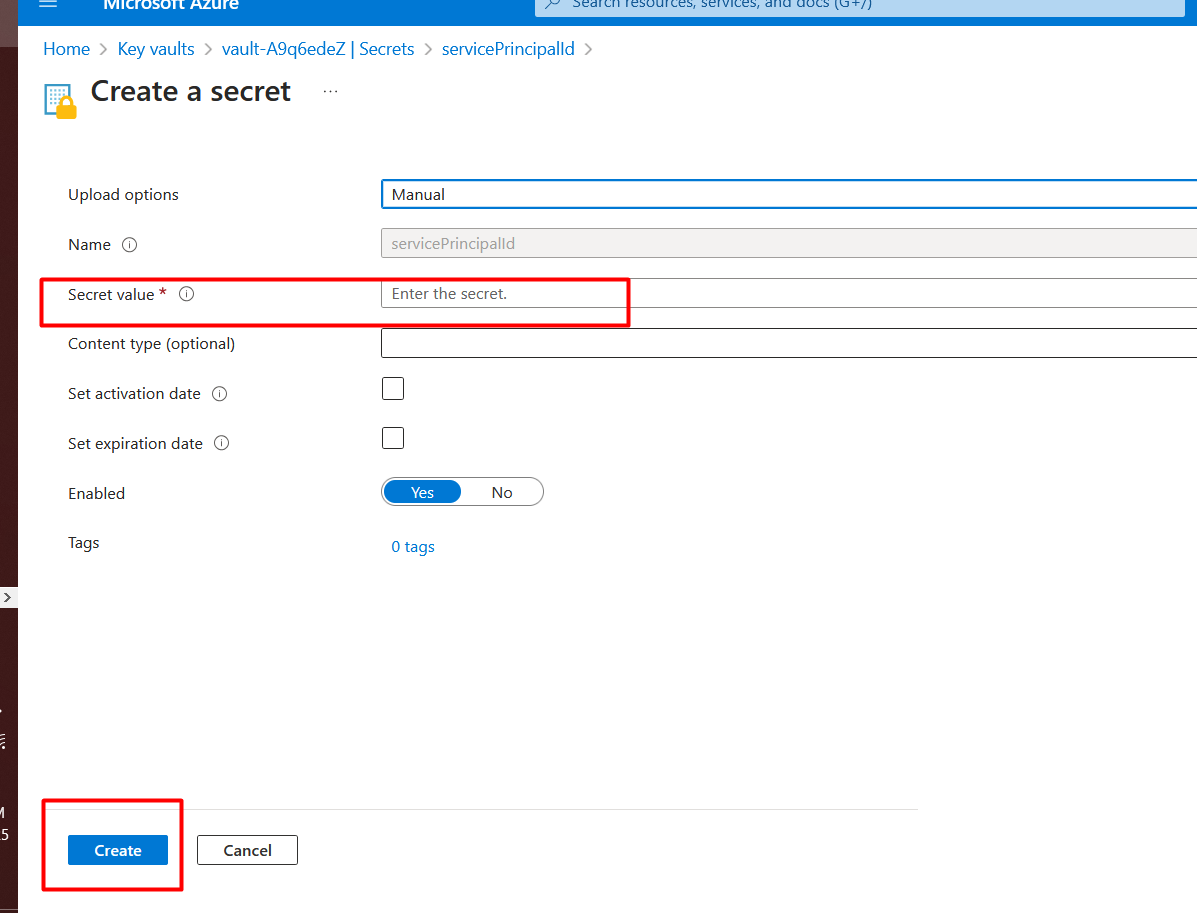 Microsoft Azure
Search resources, services, and docs (G+/)
Home > Key vaults > vault-A9q6edeZ | Secrets > servicePrincipalId >
Create a secret ...
Upload options Manual
Name servicePrincipalId
Secret value * Enter the secret.
Content type (optional)
Set activation date
Set expiration date
Enabled Yes No
Tags 0 tags
Create Cancel